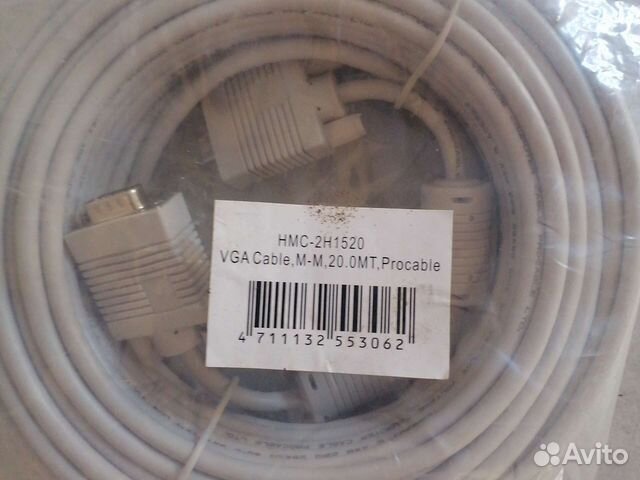 HMC-2H1520
VGA Cable,M-M,20.0MT,Procable
4 711132 553062
Avito